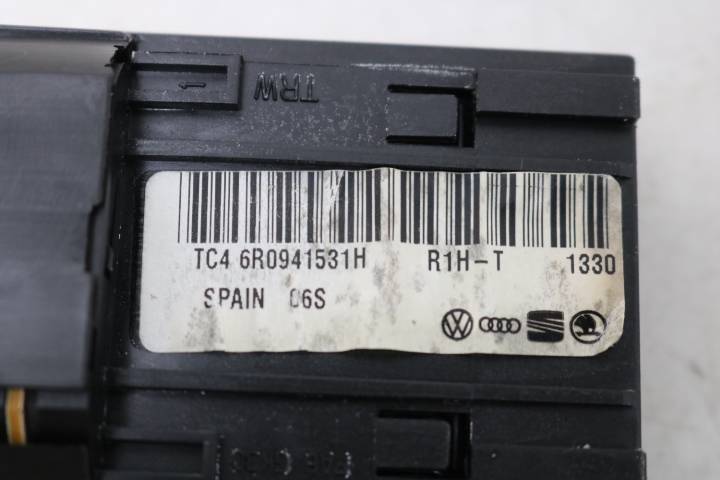 TRW
TC4 6R0941531H R1H-T 1330
SPAIN 06S